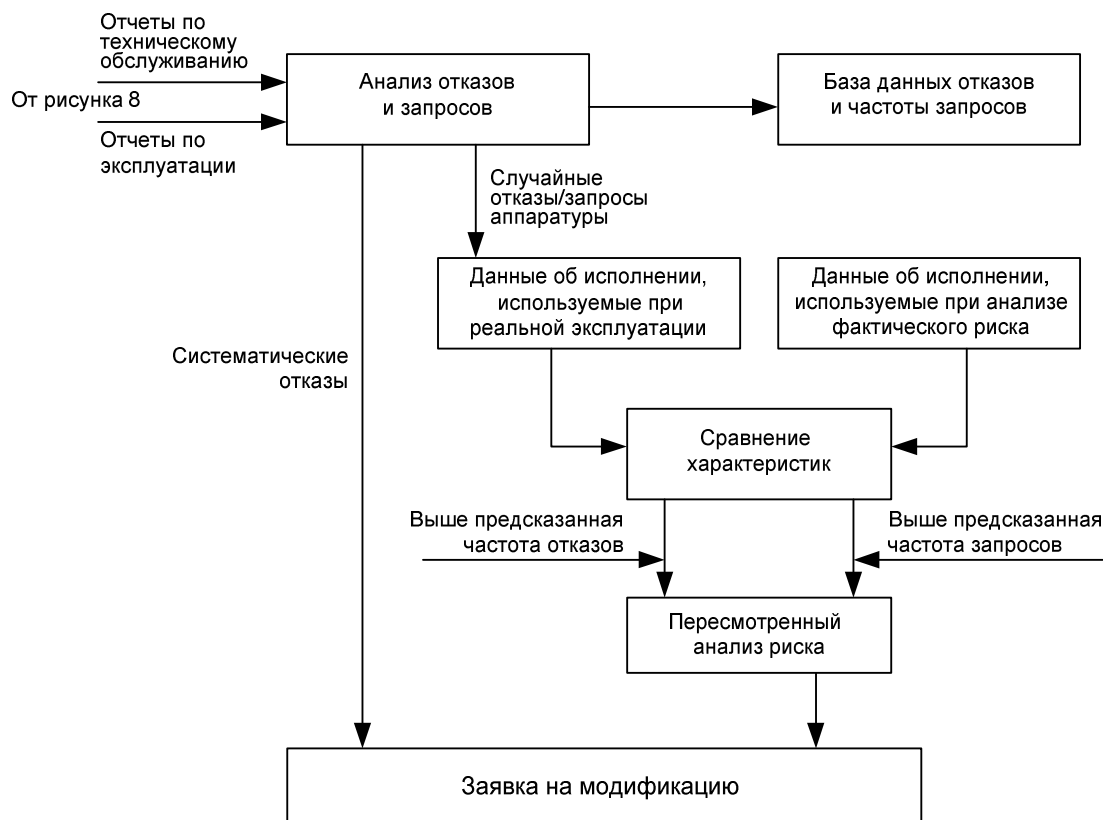 Отчеты по
техническому
обслуживанию
От рисунка 8
Отчеты по
эксплуатации
Анализ отказов
и запросов
База данных отказов
и частоты запросов
Случайные
отказы/запросы
аппаратуры
Данные об исполнении,
используемые при
реальной эксплуатации
Данные об исполнении,
используемые при анализе
фактического риска
Систематические
отказы
Сравнение
характеристик
Выше предсказанная
частота отказов
Выше предсказанная
частота запросов
Пересмотренный
анализ риска
Заявка на модификацию